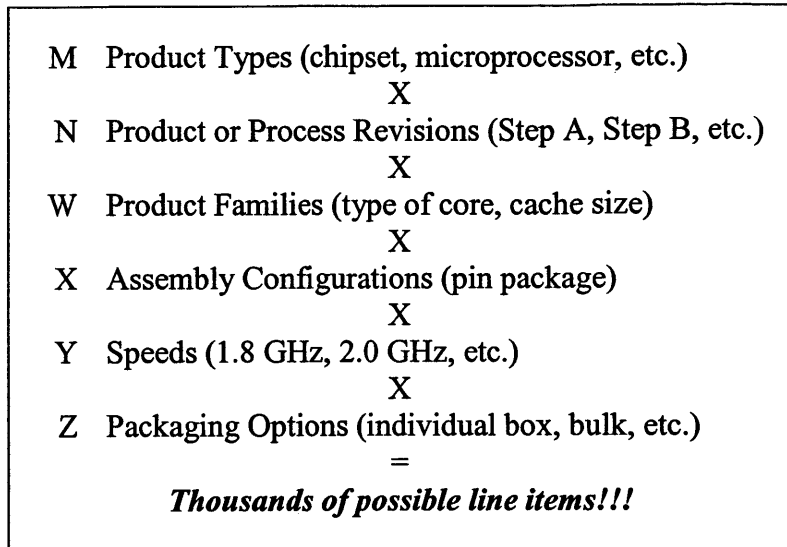 M Product Types (chipset, microprocessor, etc.)
X
N Product or Process Revisions (Step A, Step B, etc.)
X
W Product Families (type of core, cache size)
X
X Assembly Configurations (pin package)
X
Y Speeds (1.8 GHz, 2.0 GHz, etc.)
X
Z Packaging Options (individual box, bulk, etc.)
=
Thousands of possible line items!!!